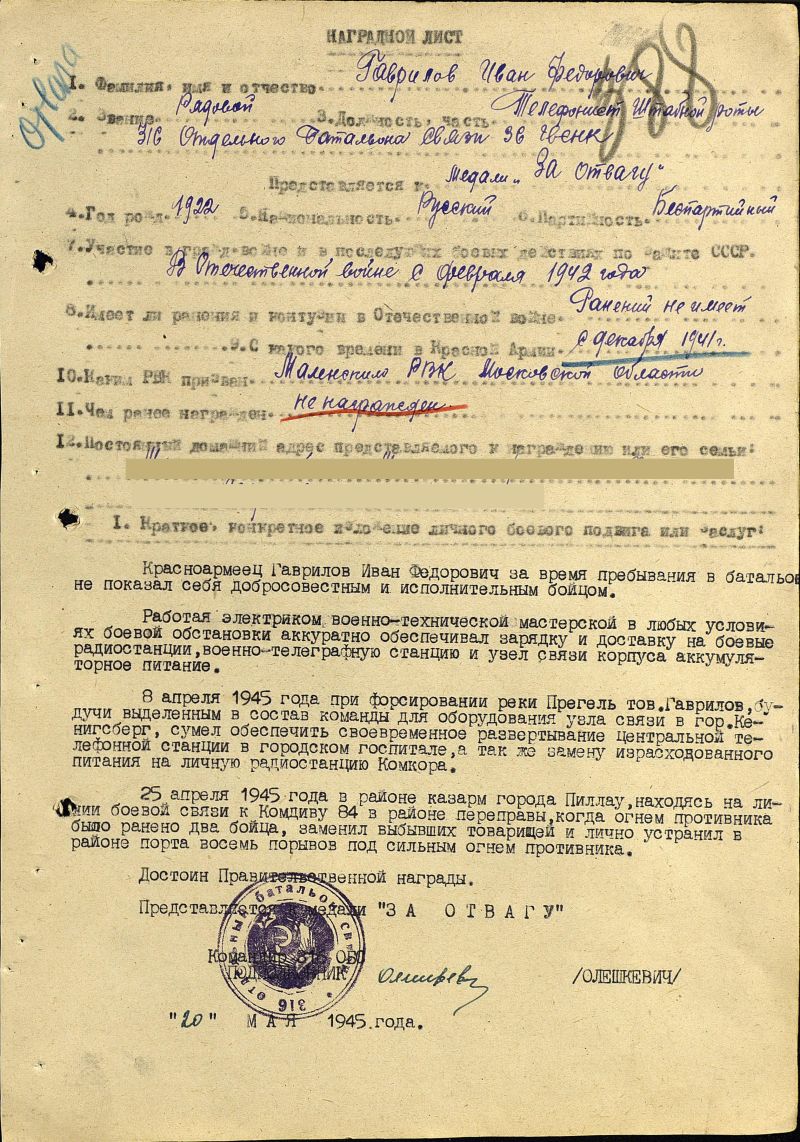 НАГРАДНОЙ ЛИСТ
388
1. Фамилия, имя и отчество Гаврилов Иван Федорович
2. Звание Рядовой 3. Должность, часть Телефонист Штабной роты
316 Отдельного Батальона связи 36 Гв СНК
Представляется к Медали "За Отвагу"
4. Год рожд. 1922 5. Национальность Русский 6. Партийность Беспартийный
7. Участие в гражд. войне и в последующих боевых действиях по защите СССР.
В Отечественной войне с февраля 1942 года
8. Имеет ли ранения и контузии в Отечественной войне Ранений не имеет
9. С какого времени в Красной Армии с декабря 1941 г.
10. Каким РВК призван РВК Московской области
11. Чем ранее награжден не награжден
12. Постоянный домашний адрес представляемого к награждению или его семьи:
I. Краткое, конкретное изложение личного боевого подвига или заслуг:
Красноармеец Гаврилов Иван Федорович за время пребывания в батальо
не показал себя добросовестным и исполнительным бойцом.
Работая электриком военно-технической мастерской в любых услови-
ях боевой обстановки аккуратно обеспечивал зарядку и доставку на боевые
радиостанции, военно-телеграфную станцию и узел связи корпуса аккумуля-
торное питание.
8 апреля 1945 года при форсировании реки Прегель тов.Гаврилов, бу-
дучи выделенным в состав команды для оборудования узла связи в гор.Ке-
нигсберг, сумел обеспечить своевременное развертывание центральной те-
лефонной станции в городском госпитале, а так же замену израсходованного
питания на личную радиостанцию Комкора.
25 апреля 1945 года в районе казарм города Пиллау, находясь на ли-
нии боевой связи к Комдиву 84 в районе переправы, когда огнем противника
было ранено два бойца, заменил выбывших товарищей и лично устранил в
районе порта восемь порывов под сильным огнем противника.
Достоин Правительственной награды.
Представляется к медали "ЗА ОТВАГУ"
Командир 316 ОБС
ПОДПОЛКОВНИК /ОЛЕШКЕВИЧ/
316 отдельный батальон связи
"20" МАЯ 1945 года.